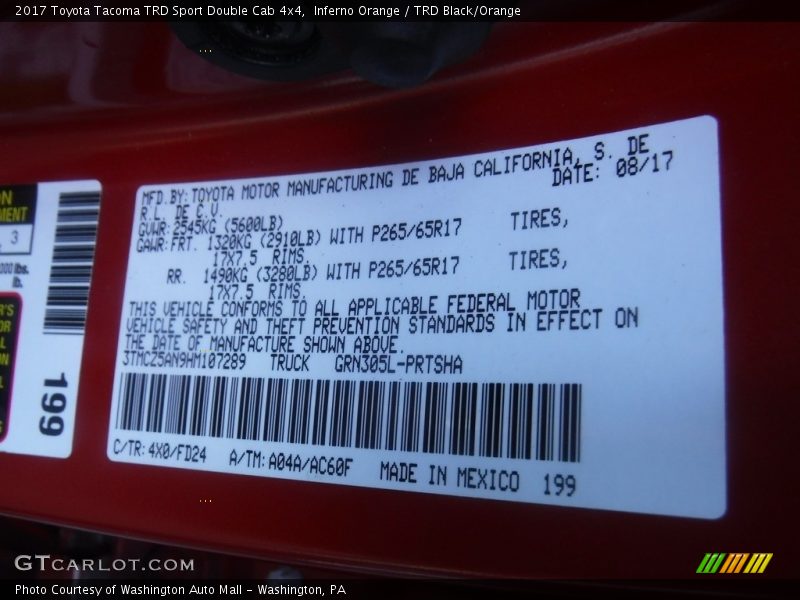 2017 Toyota Tacoma TRD Sport Double Cab 4x4, Inferno Orange / TRD Black/Orange
MFD.BY: TOYOTA MOTOR MANUFACTURING DE BAJA CALIFORNIA, S. DE
R.L. DE C.V. DATE: 08/17
GVWR: 2545KG (5600LB)
GAWR: FRT. 1320KG (2910LB) WITH P265/65R17 TIRES,
17X7.5 RIMS.
RR. 1490KG (3280LB) WITH P265/65R17 TIRES,
17X7.5 RIMS.
THIS VEHICLE CONFORMS TO ALL APPLICABLE FEDERAL MOTOR
VEHICLE SAFETY AND THEFT PREVENTION STANDARDS IN EFFECT ON
THE DATE OF MANUFACTURE SHOWN ABOVE.
3TMCZ5AN9HM107289 TRUCK GRN305L-PRTSHA
C/TR: 4X0/FD24 A/TM: A04A/AC60F MADE IN MEXICO 199
3
lbs.
lb.
199
GTCARLOT.COM
Photo Courtesy of Washington Auto Mall - Washington, PA